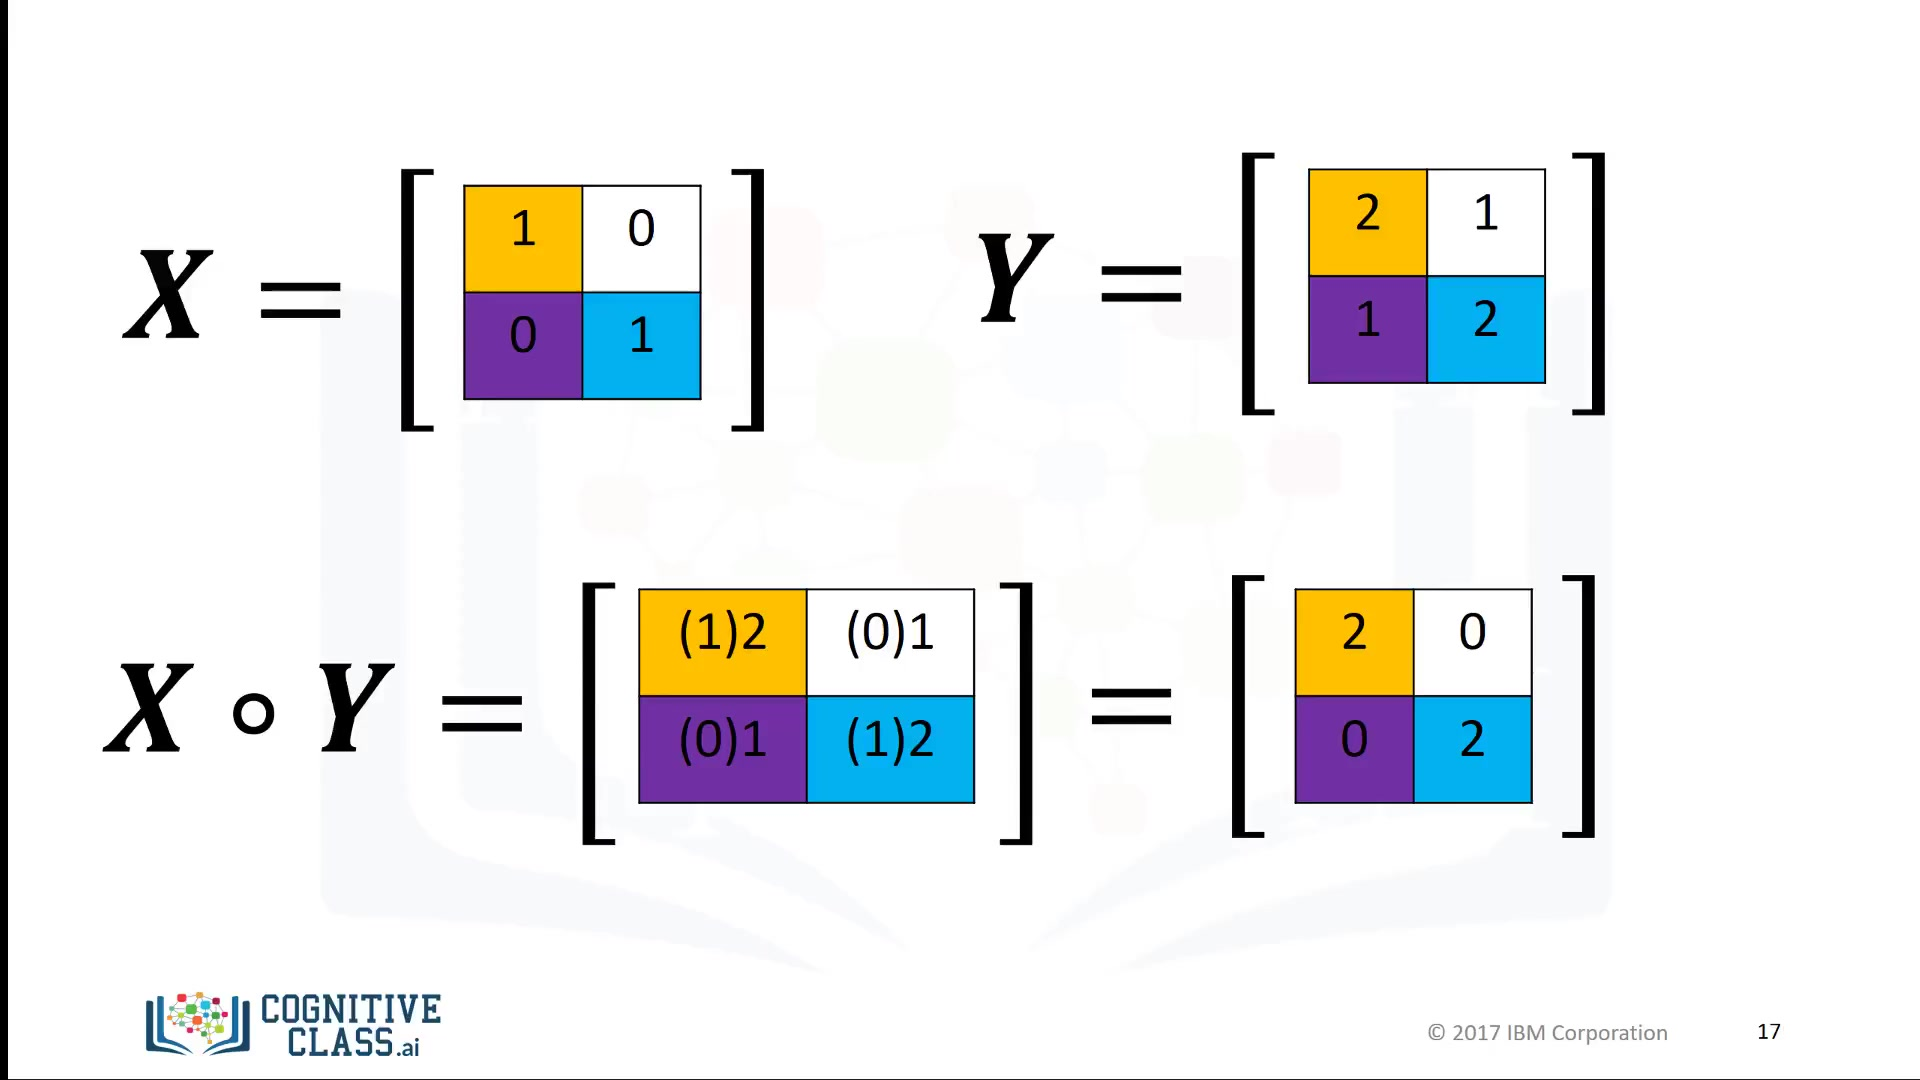 X = [ 1 0
0 1 ]
Y = [ 2 1
1 2 ]
X ∘ Y = [ (1)2 (0)1
(0)1 (1)2 ] = [ 2 0
0 2 ]
COGNITIVE
CLASS.ai
© 2017 IBM Corporation 17